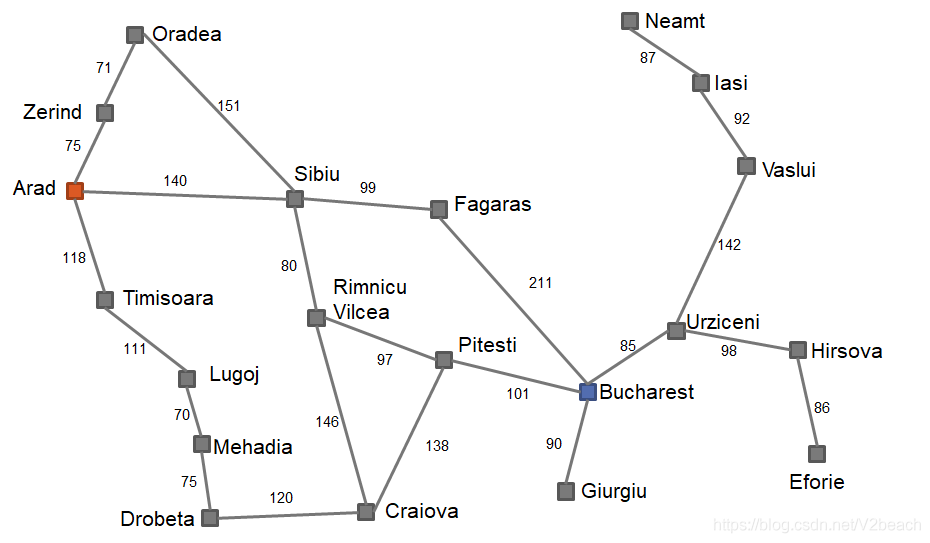 Neamt
Oradea
87
71
Iasi
151
Zerind
92
75
Vaslui
Sibiu
Arad
140
99
Fagaras
142
118
80
211
Rimnicu
Vilcea
Timisoara
Urziceni
111
97
Pitesti
85
98
Hirsova
Lugoj
101
Bucharest
70
146
86
Mehadia
138
90
75
Eforie
120
Giurgiu
Drobeta
Craiova
https://blog.csdn.net/V2beach